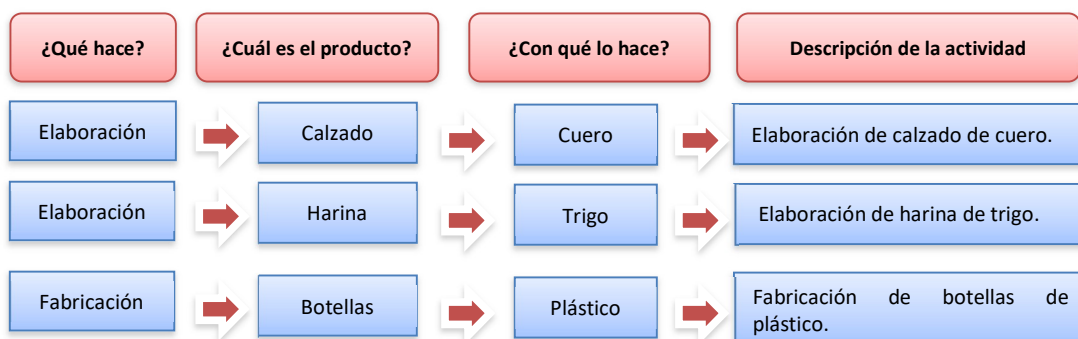 ¿Qué hace?
¿Cuál es el producto?
¿Con qué lo hace?
Descripción de la actividad
Elaboración
Calzado
Cuero
Elaboración de calzado de cuero.
Elaboración
Harina
Trigo
Elaboración de harina de trigo.
Fabricación
Botellas
Plástico
Fabricación de botellas de
plástico.